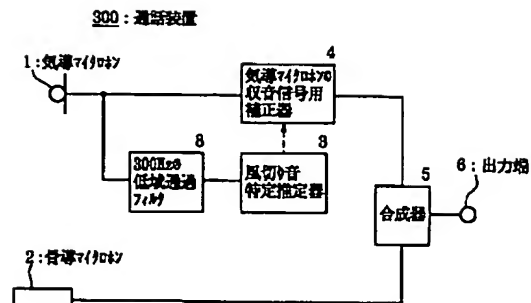 300：通話装置
1：気導マイクロホン
4
気導マイクロホンの
収音信号用
補正器
8
300Hzの
低域通過
フィルタ
3
風切り音
特定推定器
5
合成器
6：出力端
2：骨導マイクロホン